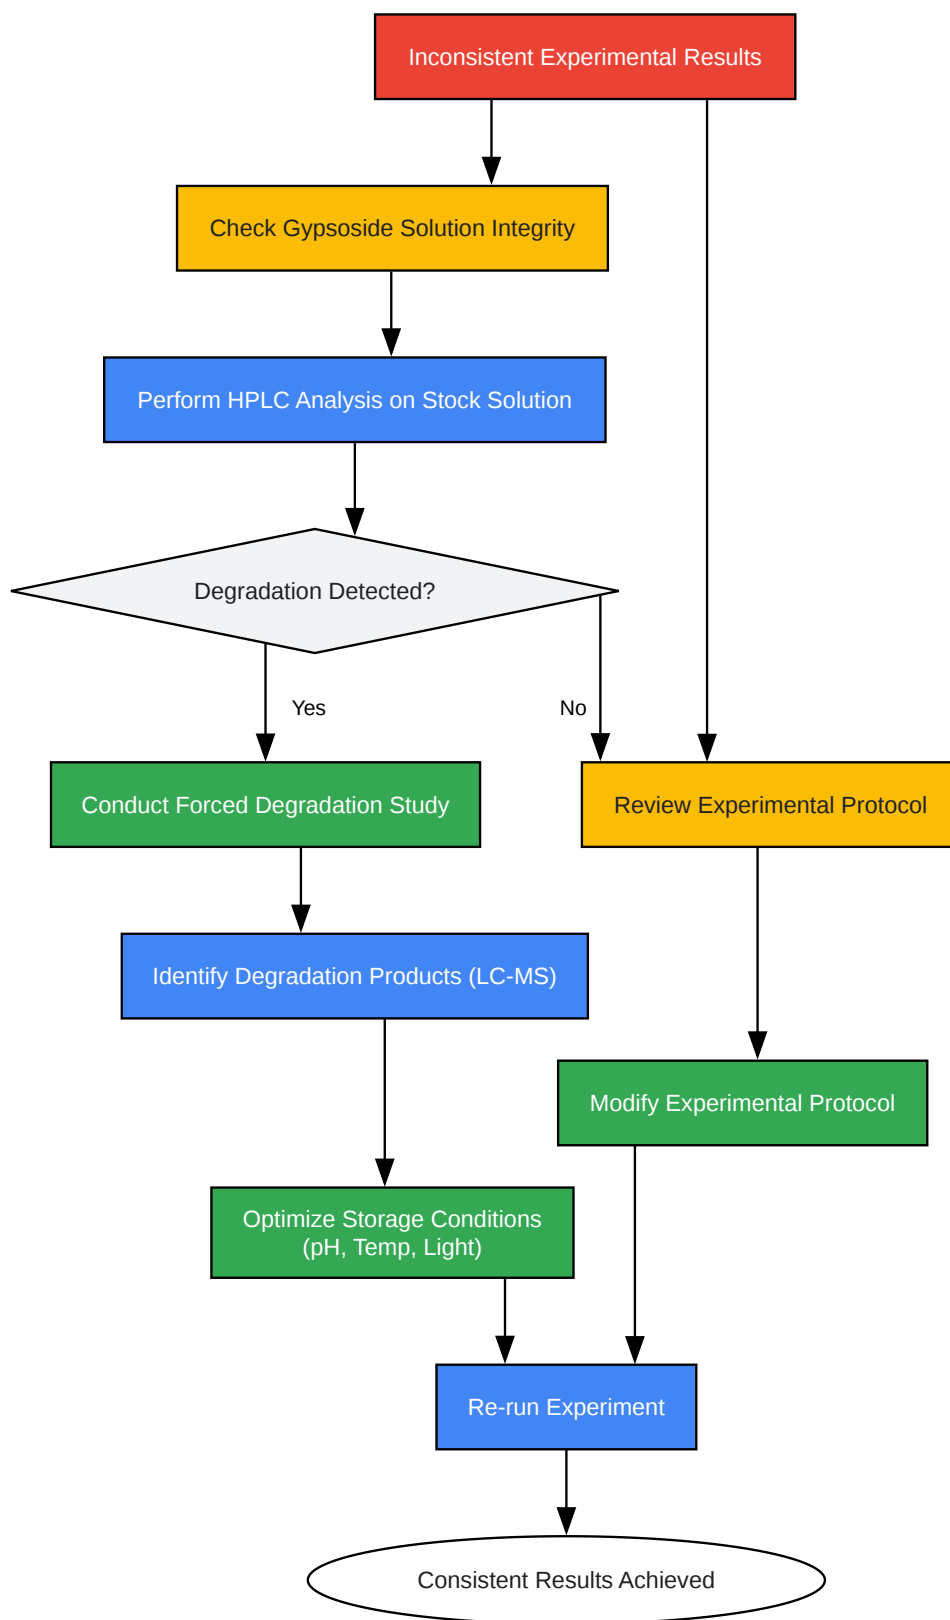 Inconsistent Experimental Results
Check Gypsoside Solution Integrity
Perform HPLC Analysis on Stock Solution
Degradation Detected?
Yes
No
Conduct Forced Degradation Study
Review Experimental Protocol
Identify Degradation Products (LC-MS)
Modify Experimental Protocol
Optimize Storage Conditions
(pH, Temp, Light)
Re-run Experiment
Consistent Results Achieved